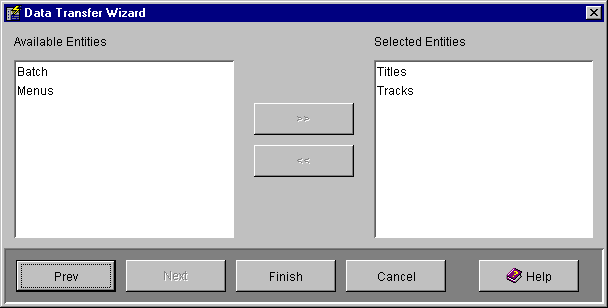 Data Transfer Wizard
Available Entities
Selected Entities
Batch
Menus
Titles
Tracks
>>
<<
Prev
Next
Finish
Cancel
Help